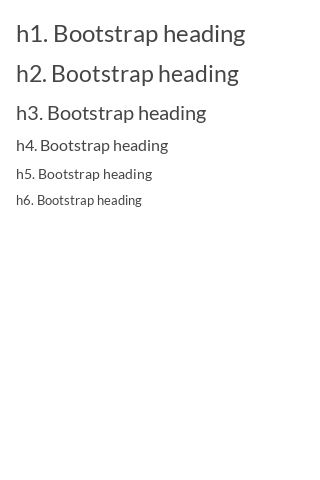 h1. Bootstrap heading
h2. Bootstrap heading
h3. Bootstrap heading
h4. Bootstrap heading
h5. Bootstrap heading
h6. Bootstrap heading